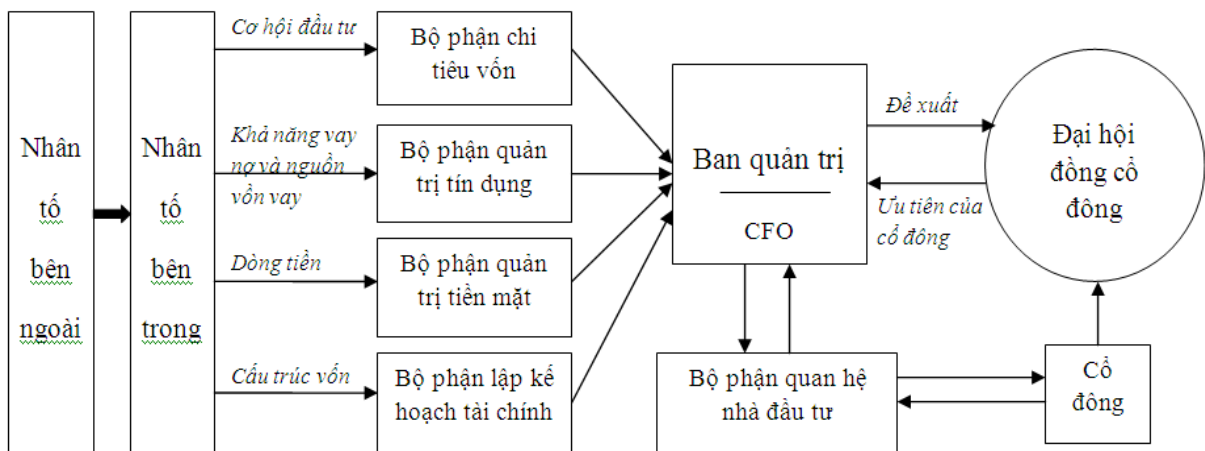 Nhân
tố
bên
ngoài
Nhân
tố
bên
trong
Cơ hội đầu tư
Khả năng vay
nợ và nguồn
vốn vay
Dòng tiền
Cấu trúc vốn
Bộ phận chi
tiêu vốn
Bộ phận quản
trị tín dụng
Bộ phận quản
trị tiền mặt
Bộ phận lập kế
hoạch tài chính
Ban quản trị
CFO
Đề xuất
Ưu tiên của
cổ đông
Đại hội
đồng cổ
đông
Bộ phận quan hệ
nhà đầu tư
Cổ
đông